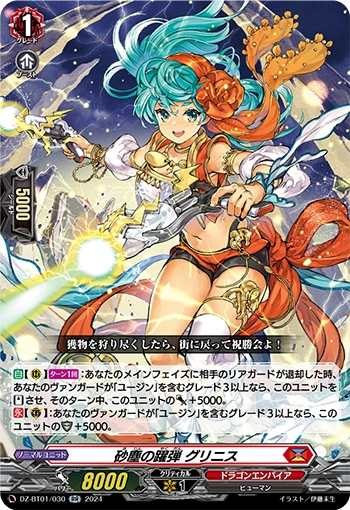 1
グレード
ブースト
5000
シールド
獲物を狩り尽くしたら、街に戻って祝勝会よ！
自【R】ターン1回:あなたのメインフェイズに相手のリアガードが退却した時、
あなたのヴァンガードが「ユージン」を含むグレード3以上なら、このユニットを
させ、そのターン中、このユニットの+5000。
永【G】:あなたのヴァンガードが「ユージン」を含むグレード3以上なら、このユ
ニットの+5000。
ノーマルユニット
砂塵の躍弾 グリニス
パワー
8000
クリティカル
1
ドラゴンエンパイア
ヒューマン
DZ-BT01/030 RR 2024
イラスト／伊藤未生